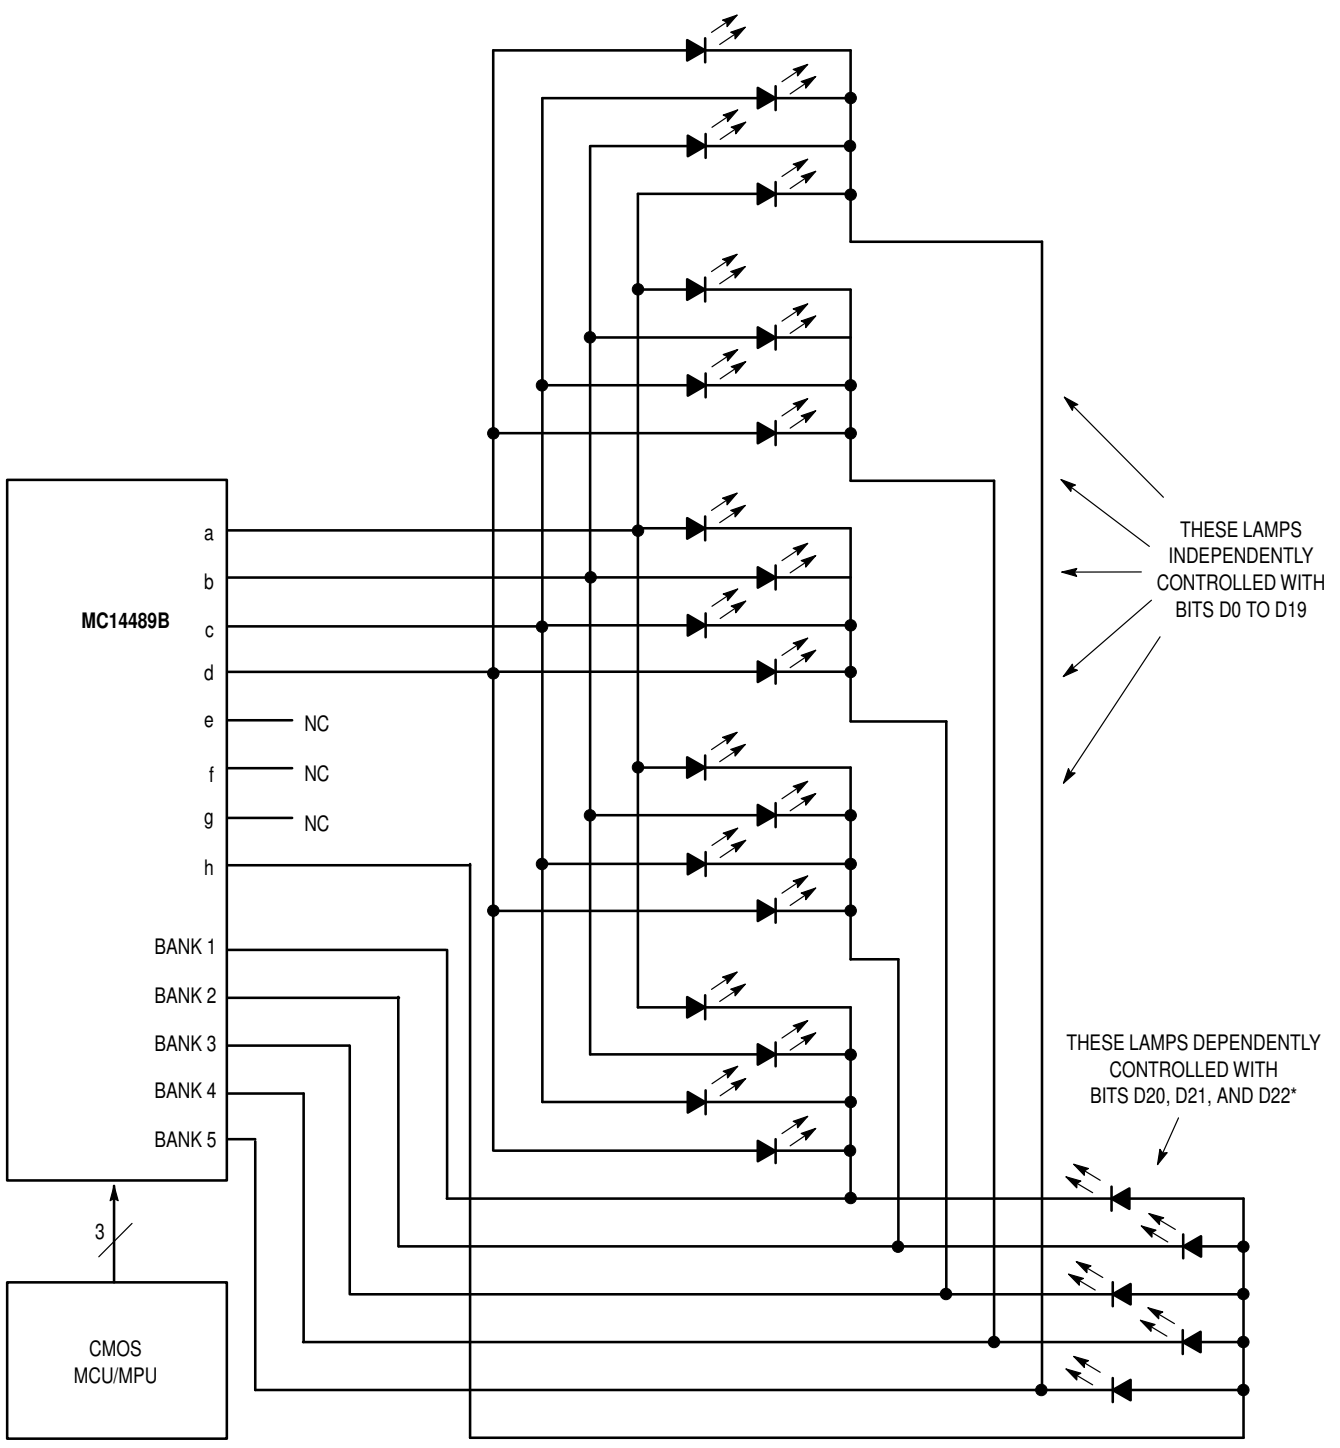 THESE LAMPS
INDEPENDENTLY
CONTROLLED WITH
BITS D0 TO D19
MC14489B
a
b
c
d
e
NC
f
NC
g
NC
h
BANK 1
BANK 2
BANK 3
BANK 4
BANK 5
THESE LAMPS DEPENDENTLY
CONTROLLED WITH
BITS D20, D21, AND D22*
3
CMOS
MCU/MPU